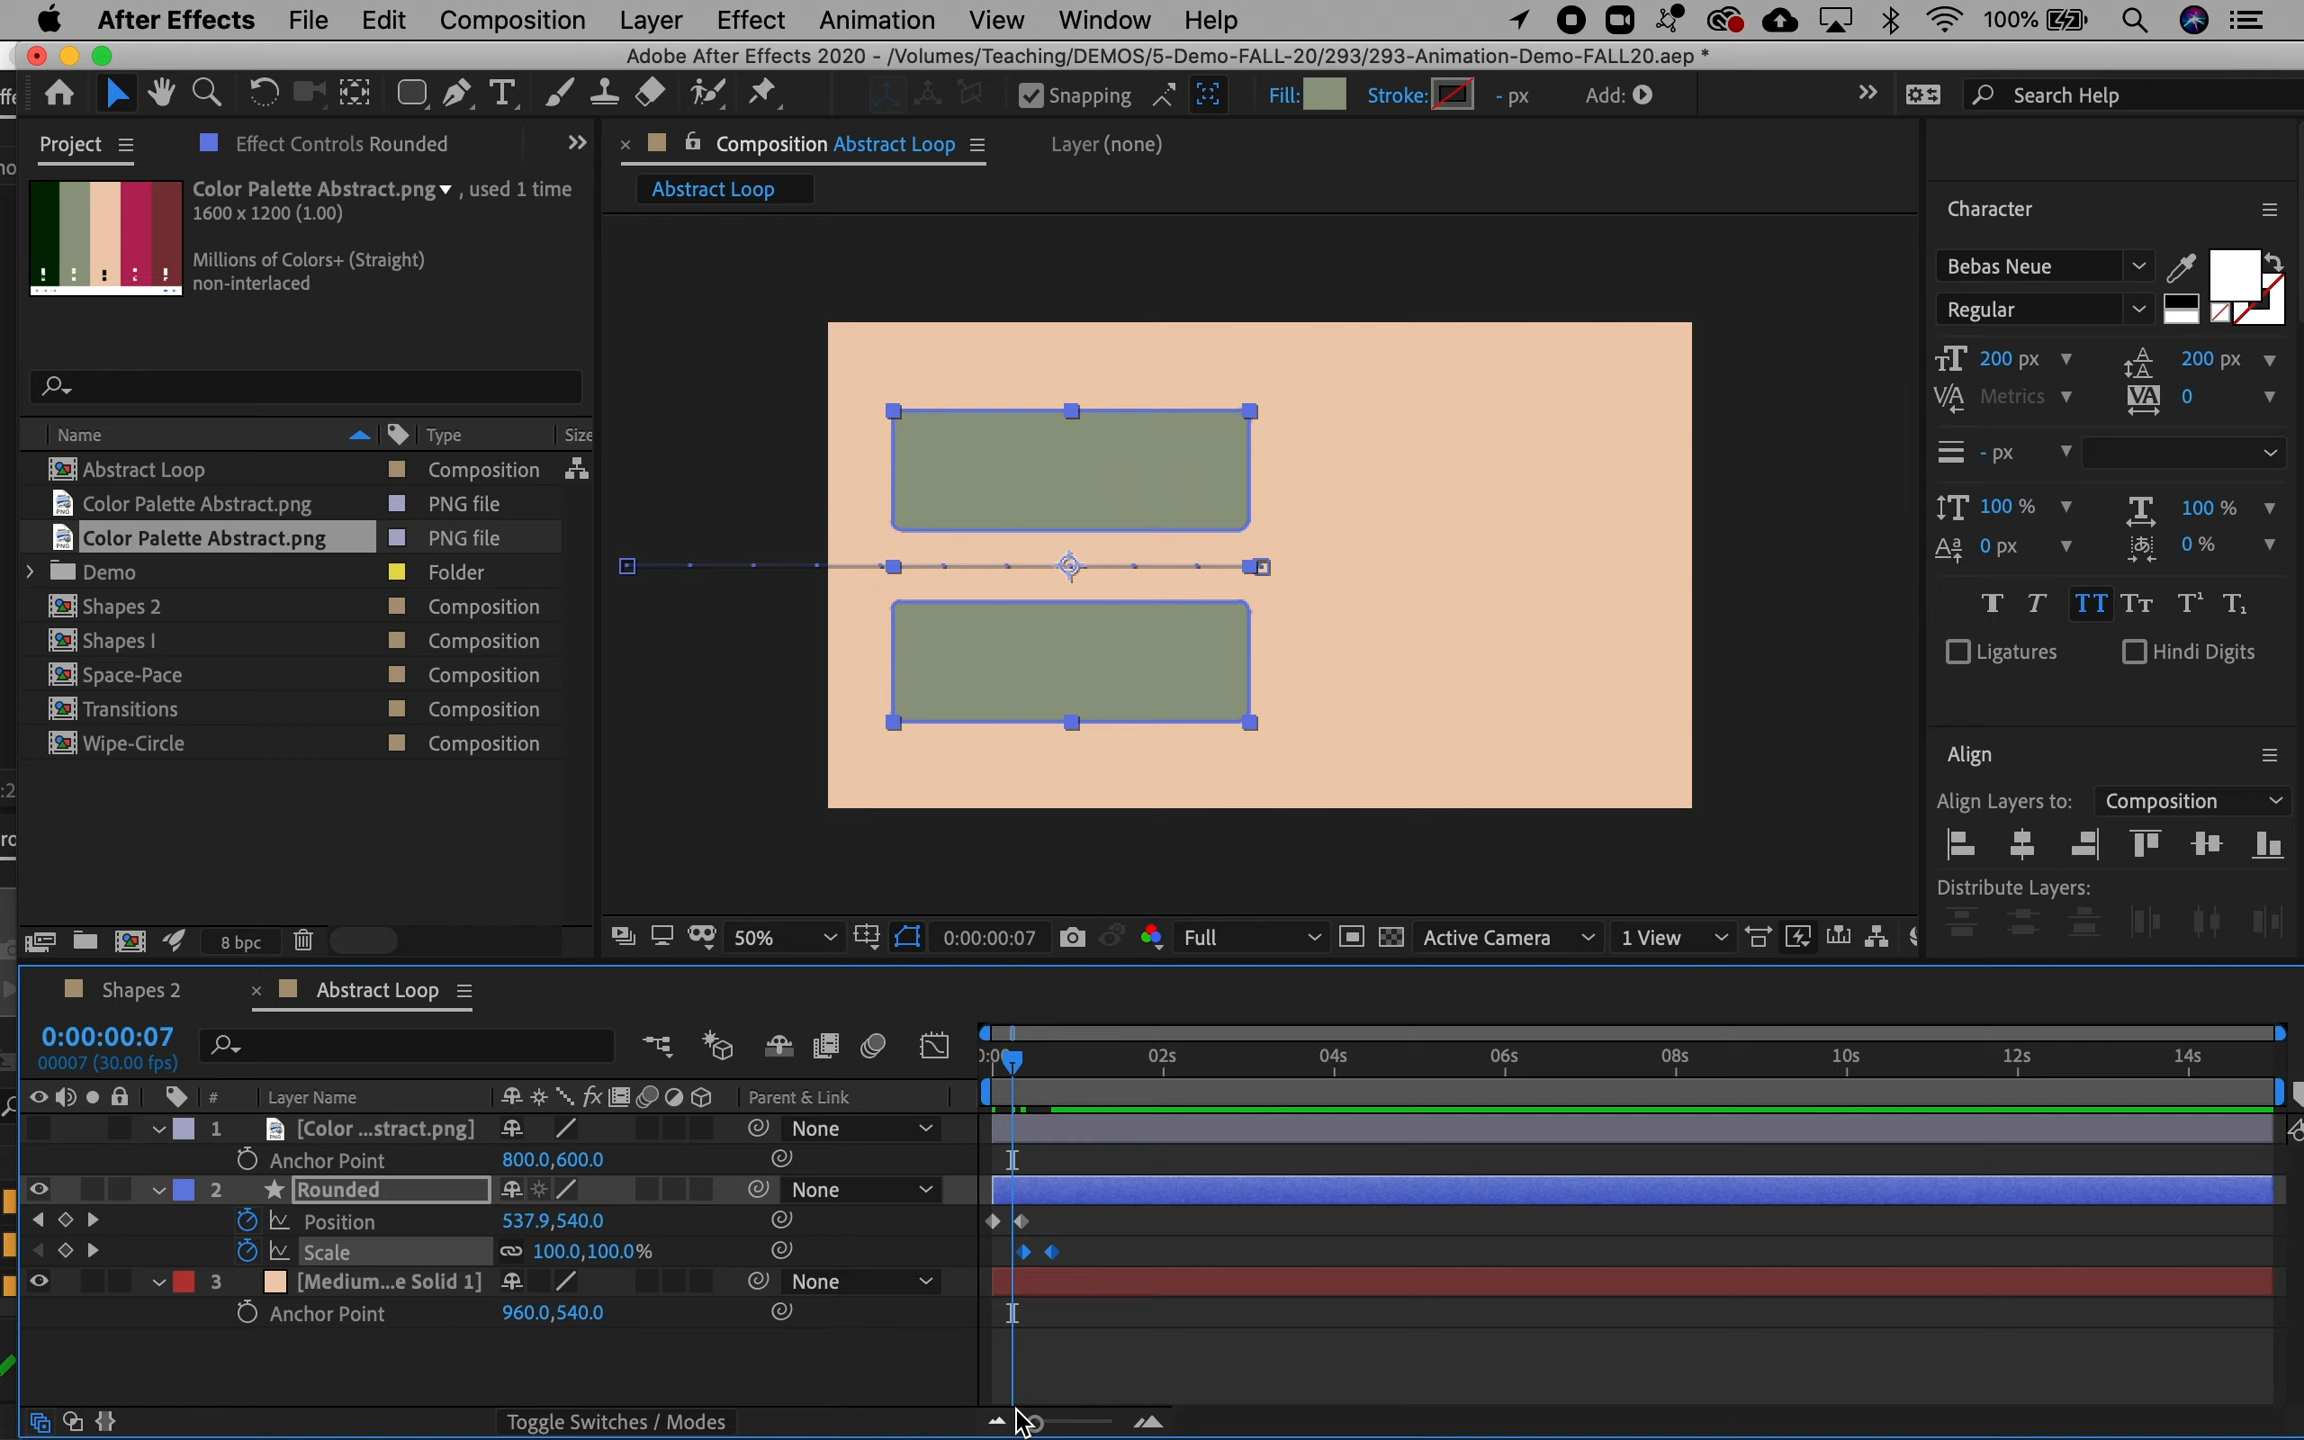 After Effects File Edit Composition Layer Effect Animation View Window Help 100%
Adobe After Effects 2020 - /Volumes/Teaching/DEMOS/5-Demo-FALL-20/293/293-Animation-Demo-FALL20.aep *
Snapping Fill: Stroke: - px Add: Search Help
Project Effect Controls Rounded
Composition Abstract Loop Layer (none)
Abstract Loop
Color Palette Abstract.png , used 1 time
1600 x 1200 (1.00)
Millions of Colors+ (Straight)
non-interlaced
Name Type Size
Abstract Loop Composition
Color Palette Abstract.png PNG file
Color Palette Abstract.png PNG file
Demo Folder
Shapes 2 Composition
Shapes I Composition
Space-Pace Composition
Transitions Composition
Wipe-Circle Composition
8 bpc
50% 0:00:00:07 Full Active Camera 1 View
Character
Bebas Neue
Regular
200 px 200 px
Metrics 0
- px
100 % 100 %
0 px 0 %
T T TT Tт T¹ T₁
Ligatures Hindi Digits
Align
Align Layers to: Composition
Distribute Layers:
Shapes 2 Abstract Loop
0:00:00:07
00007 (30.00 fps)
02s 04s 06s 08s 10s 12s 14s
# Layer Name fx Parent & Link
1 [Color ...stract.png] None
Anchor Point 800.0,600.0
2 Rounded None
Position 537.9,540.0
Scale 100.0,100.0%
3 [Medium...e Solid 1] None
Anchor Point 960.0,540.0
Toggle Switches / Modes